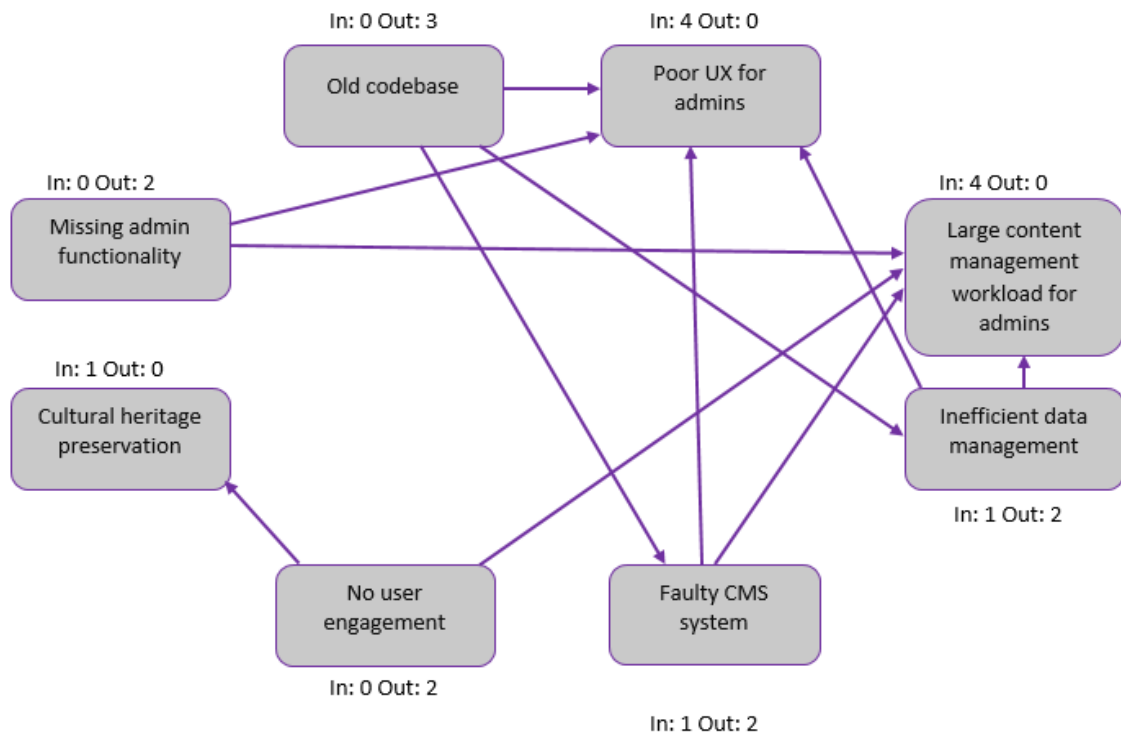 In: 0 Out: 3
Old codebase
In: 4 Out: 0
Poor UX for
admins
In: 0 Out: 2
Missing admin
functionality
In: 4 Out: 0
Large content
management
workload for
admins
In: 1 Out: 0
Cultural heritage
preservation
Inefficient data
management
In: 1 Out: 2
No user
engagement
In: 0 Out: 2
Faulty CMS
system
In: 1 Out: 2